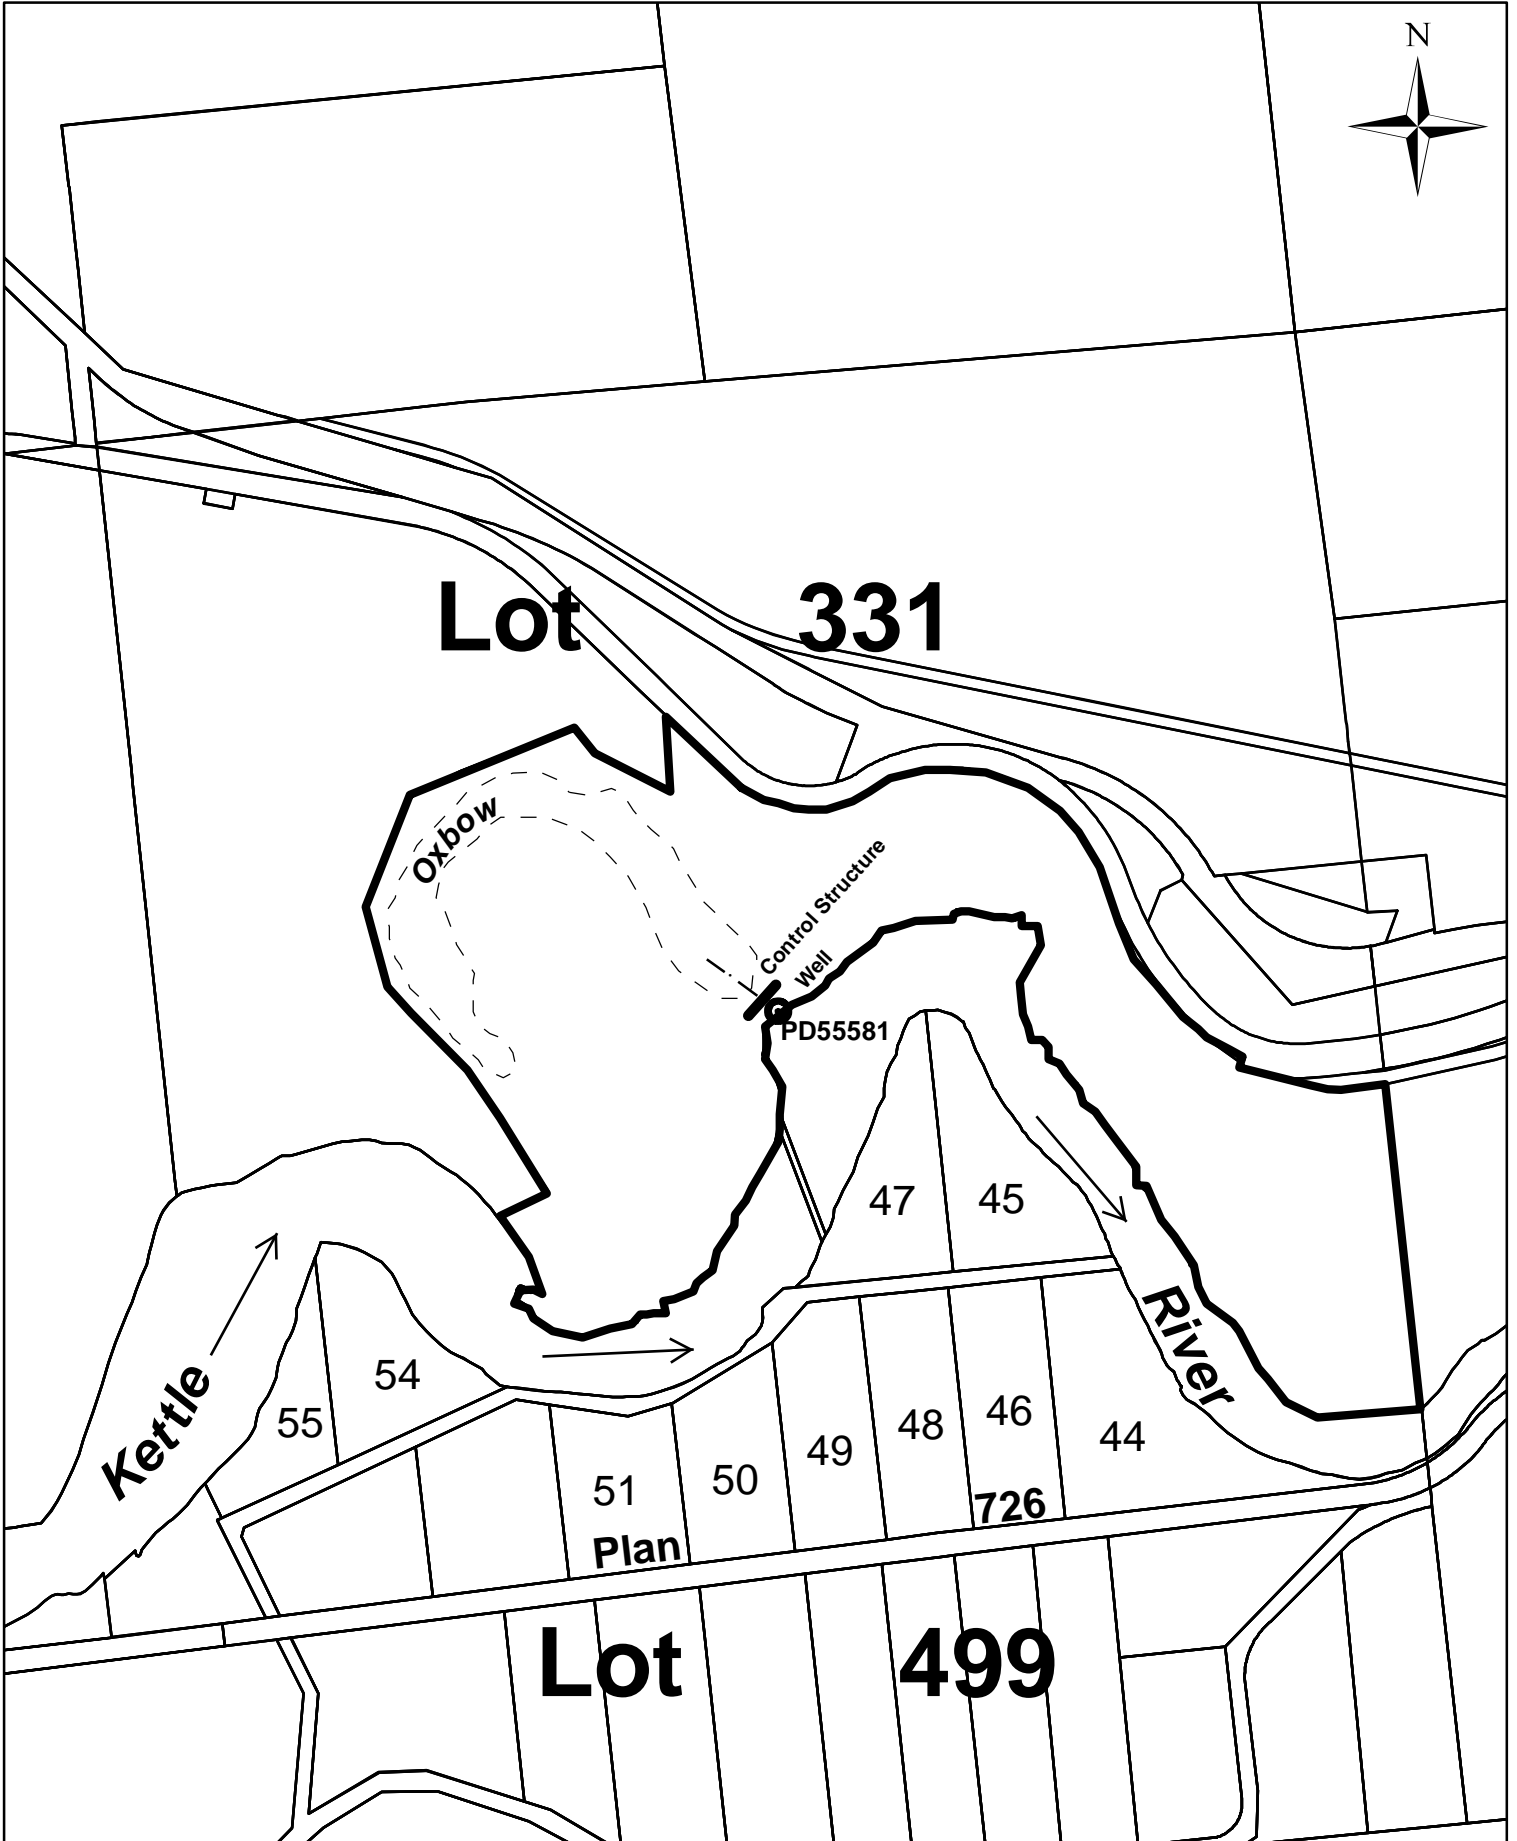 N
Lot 331
Oxbow
Control Structure
Well
PD55581
47
45
River
54
55
Kettle
51
50
49
48
46
44
726
Plan
Lot 499